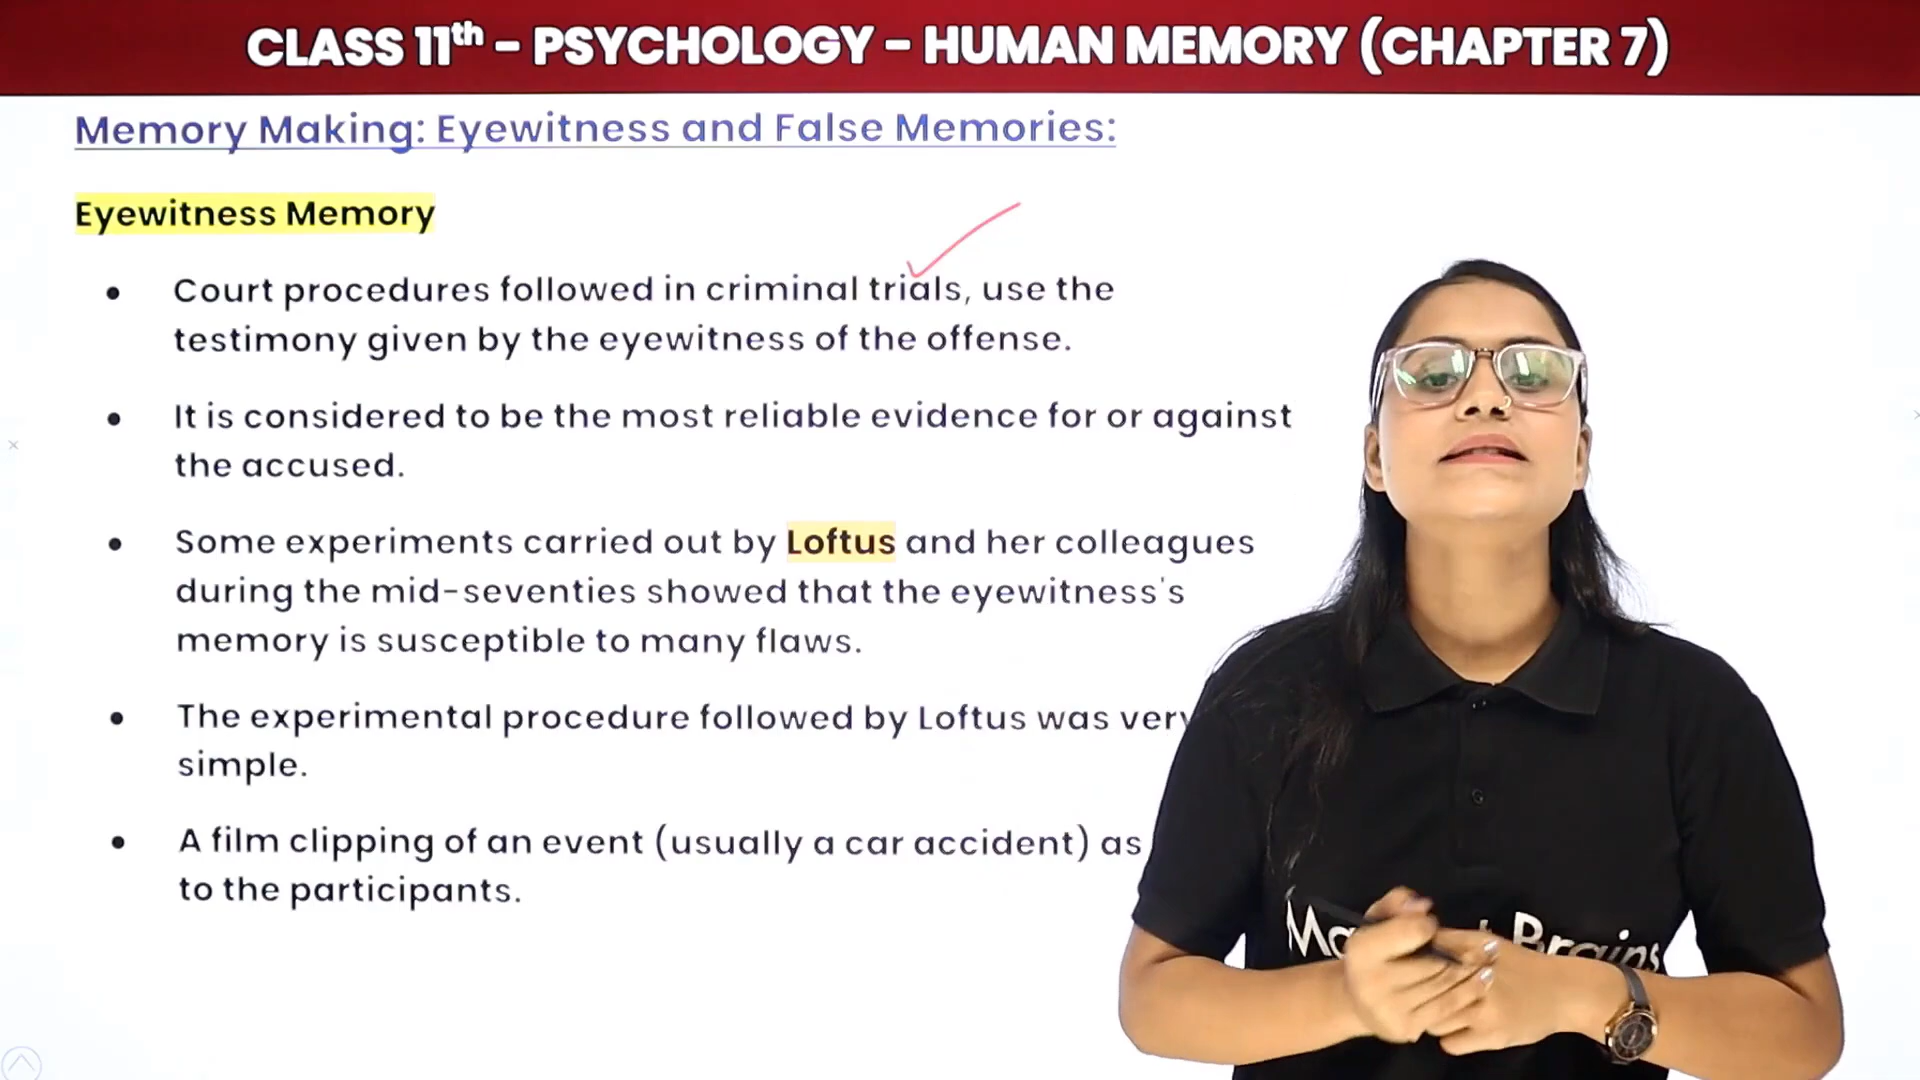 CLASS 11th - PSYCHOLOGY - HUMAN MEMORY (CHAPTER 7)
Memory Making: Eyewitness and False Memories:
Eyewitness Memory
• Court procedures followed in criminal trials, use the
testimony given by the eyewitness of the offense.
• It is considered to be the most reliable evidence for or against
the accused.
• Some experiments carried out by Loftus and her colleagues
during the mid-seventies showed that the eyewitness's
memory is susceptible to many flaws.
• The experimental procedure followed by Loftus was very
simple.
• A film clipping of an event (usually a car accident) as
to the participants.
Brains